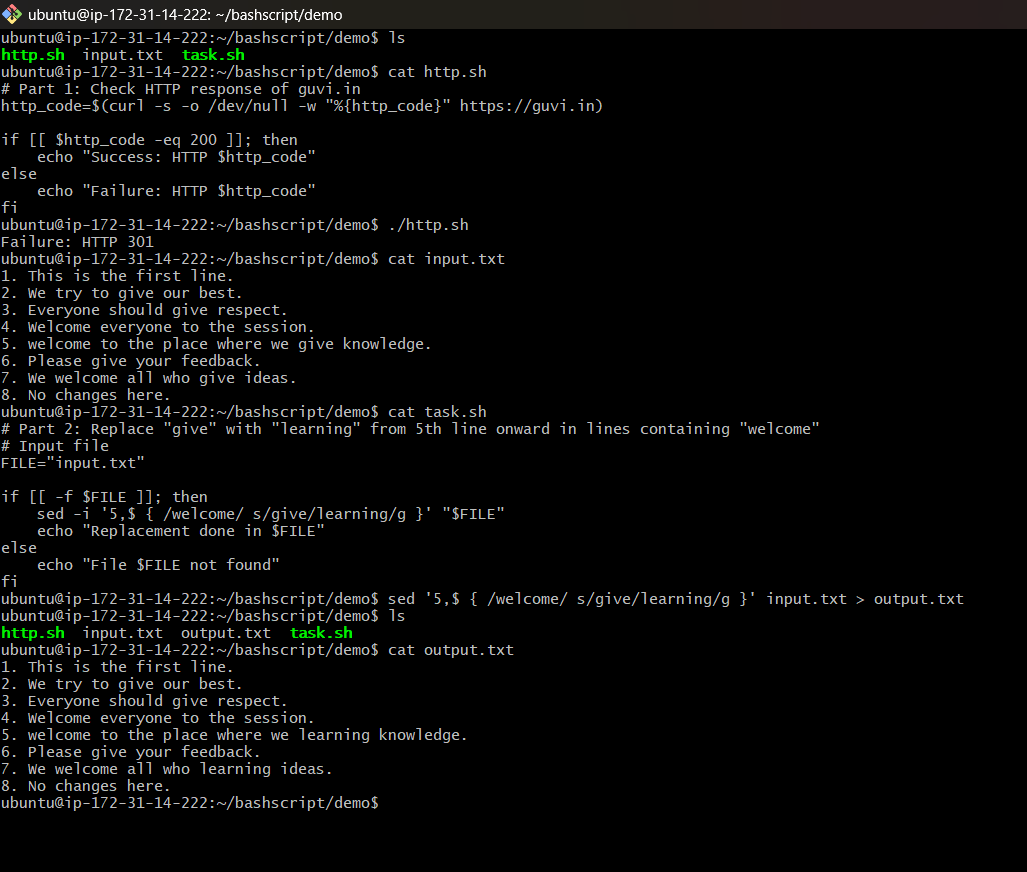 ubuntu@ip-172-31-14-222: ~/bashscript/demo
ubuntu@ip-172-31-14-222:~/bashscript/demo$ ls
http.sh  input.txt  task.sh
ubuntu@ip-172-31-14-222:~/bashscript/demo$ cat http.sh
# Part 1: Check HTTP response of guvi.in
http_code=$(curl -s -o /dev/null -w "%{http_code}" https://guvi.in)

if [[ $http_code -eq 200 ]]; then
    echo "Success: HTTP $http_code"
else
    echo "Failure: HTTP $http_code"
fi
ubuntu@ip-172-31-14-222:~/bashscript/demo$ ./http.sh
Failure: HTTP 301
ubuntu@ip-172-31-14-222:~/bashscript/demo$ cat input.txt
1. This is the first line.
2. We try to give our best.
3. Everyone should give respect.
4. Welcome everyone to the session.
5. welcome to the place where we give knowledge.
6. Please give your feedback.
7. We welcome all who give ideas.
8. No changes here.
ubuntu@ip-172-31-14-222:~/bashscript/demo$ cat task.sh
# Part 2: Replace "give" with "learning" from 5th line onward in lines containing "welcome"
# Input file
FILE="input.txt"

if [[ -f $FILE ]]; then
    sed -i '5,$ { /welcome/ s/give/learning/g }' "$FILE"
    echo "Replacement done in $FILE"
else
    echo "File $FILE not found"
fi
ubuntu@ip-172-31-14-222:~/bashscript/demo$ sed '5,$ { /welcome/ s/give/learning/g }' input.txt > output.txt
ubuntu@ip-172-31-14-222:~/bashscript/demo$ ls
http.sh  input.txt  output.txt  task.sh
ubuntu@ip-172-31-14-222:~/bashscript/demo$ cat output.txt
1. This is the first line.
2. We try to give our best.
3. Everyone should give respect.
4. Welcome everyone to the session.
5. welcome to the place where we learning knowledge.
6. Please give your feedback.
7. We welcome all who learning ideas.
8. No changes here.
ubuntu@ip-172-31-14-222:~/bashscript/demo$